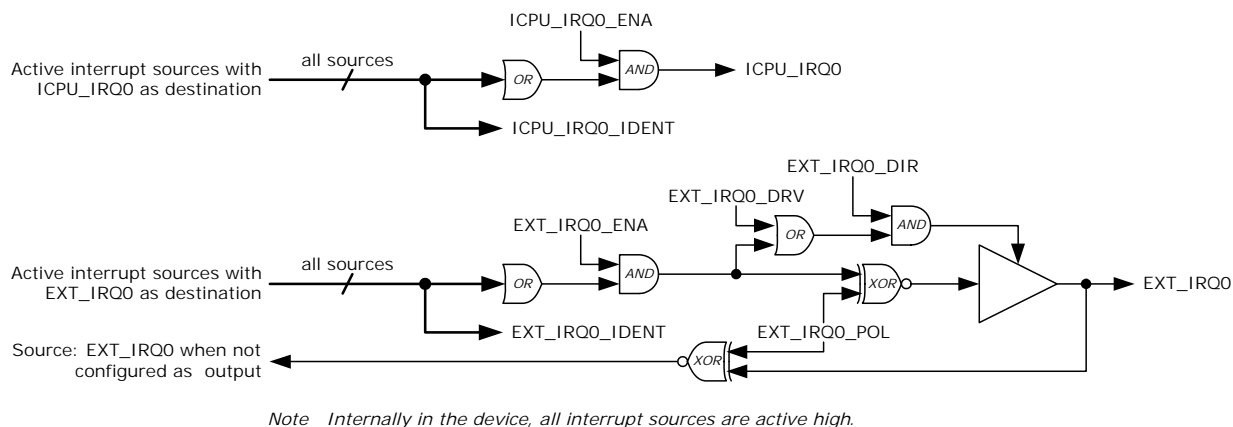 ICPU_IRQ0_ENA
all sources
Active interrupt sources with
ICPU_IRQ0 as destination
OR
AND
ICPU_IRQ0
ICPU_IRQ0_IDENT
EXT_IRQ0_DIR
EXT_IRQ0_DRV
EXT_IRQ0_ENA
OR
AND
all sources
Active interrupt sources with
EXT_IRQ0 as destination
OR
AND
XOR
EXT_IRQ0
EXT_IRQ0_IDENT
EXT_IRQ0_POL
Source: EXT_IRQ0 when not
configured as output
XOR
Note Internally in the device, all interrupt sources are active high.